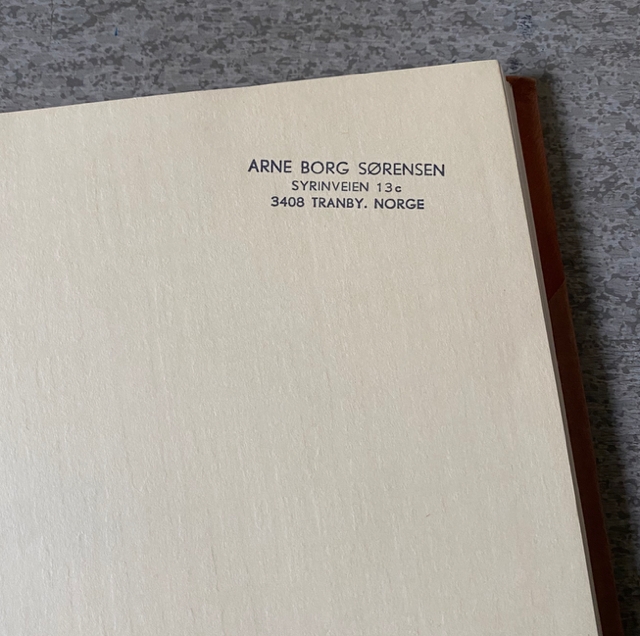 ARNE BORG SØRENSEN
SYRINVEIEN 13c
3408 TRANBY. NORGE